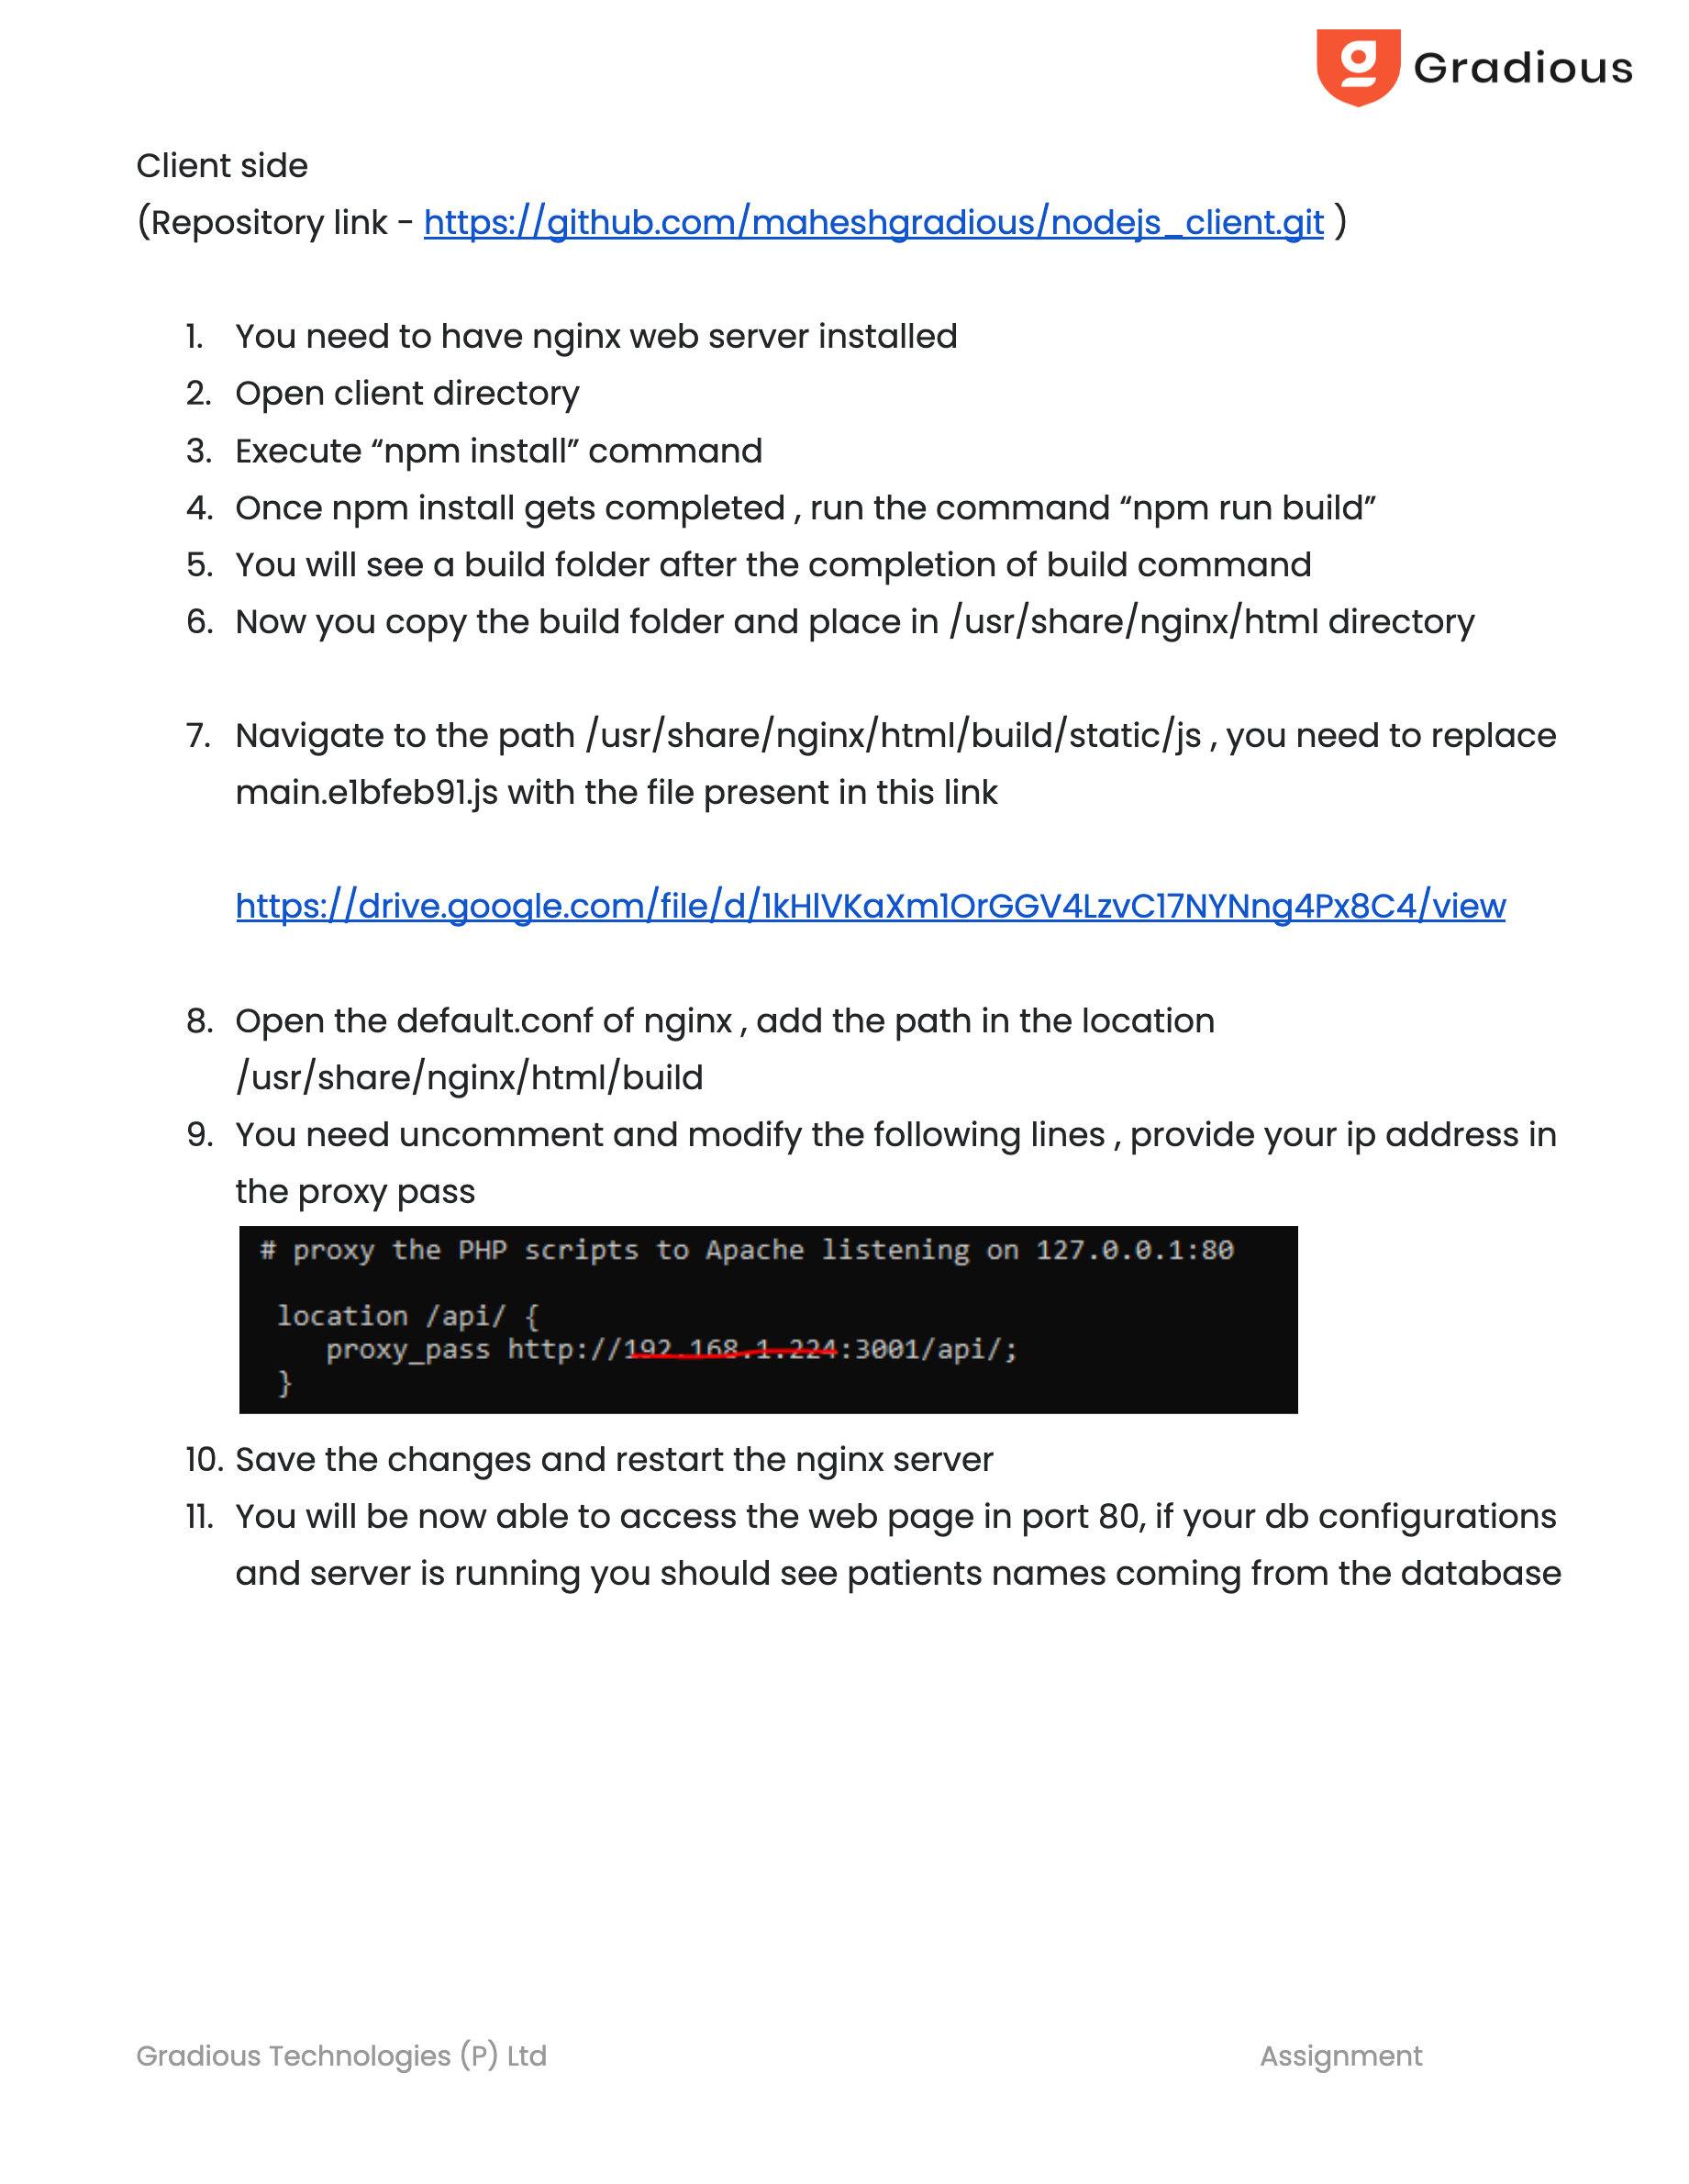 Gradious
Client side
(Repository link - https://github.com/maheshgradious/nodejs_client.git )
1. You need to have nginx web server installed
2. Open client directory
3. Execute “npm install” command
4. Once npm install gets completed , run the command “npm run build”
5. You will see a build folder after the completion of build command
6. Now you copy the build folder and place in /usr/share/nginx/html directory
7. Navigate to the path /usr/share/nginx/html/build/static/js , you need to replace
main.e1bfeb91.js with the file present in this link
https://drive.google.com/file/d/1kHlVKaXm1OrGGV4LzvC17NYNng4Px8C4/view
8. Open the default.conf of nginx , add the path in the location
/usr/share/nginx/html/build
9. You need uncomment and modify the following lines , provide your ip address in
the proxy pass
# proxy the PHP scripts to Apache listening on 127.0.0.1:80
location /api/ {
proxy_pass http://192.168.1.224:3001/api/;
}
10. Save the changes and restart the nginx server
11. You will be now able to access the web page in port 80, if your db configurations
and server is running you should see patients names coming from the database
Gradious Technologies (P) Ltd
Assignment